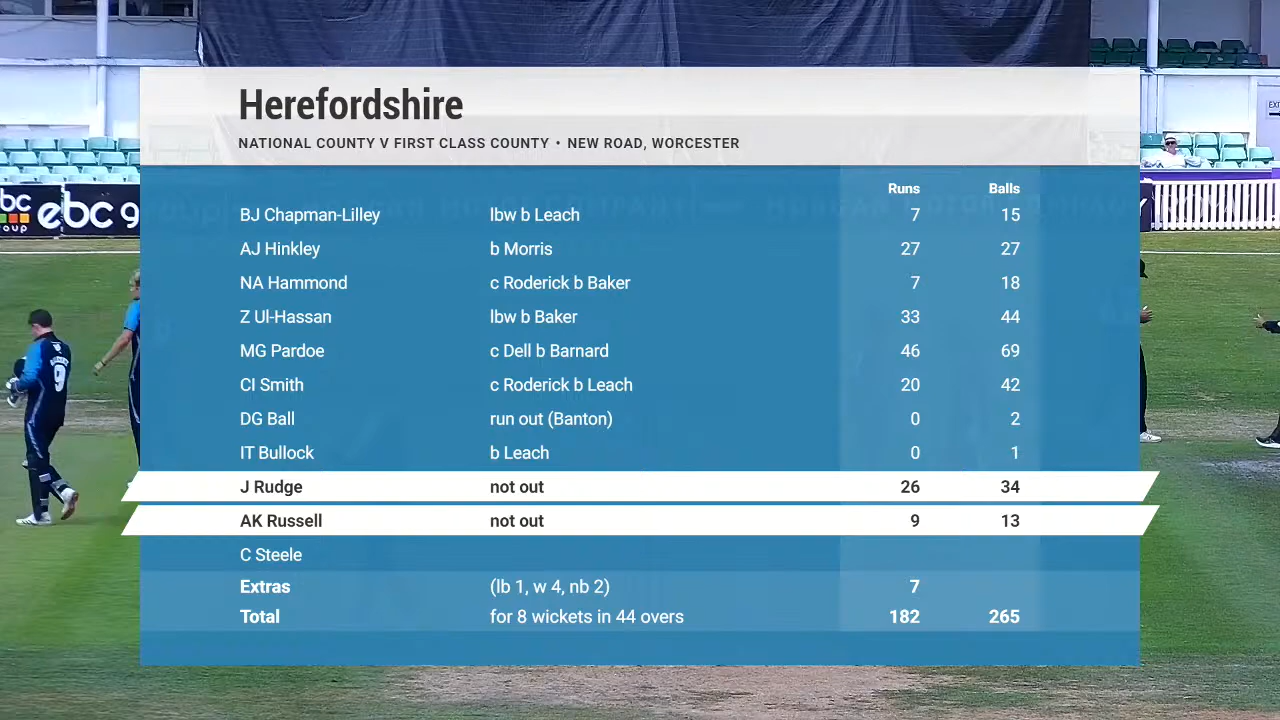 Herefordshire
NATIONAL COUNTY V FIRST CLASS COUNTY • NEW ROAD, WORCESTER
Runs Balls
BJ Chapman-Lilley lbw b Leach 7 15
AJ Hinkley b Morris 27 27
NA Hammond c Roderick b Baker 7 18
Z Ul-Hassan lbw b Baker 33 44
MG Pardoe c Dell b Barnard 46 69
CI Smith c Roderick b Leach 20 42
DG Ball run out (Banton) 0 2
IT Bullock b Leach 0 1
J Rudge not out 26 34
AK Russell not out 9 13
C Steele
Extras (lb 1, w 4, nb 2) 7
Total for 8 wickets in 44 overs 182 265
ebc 9
9